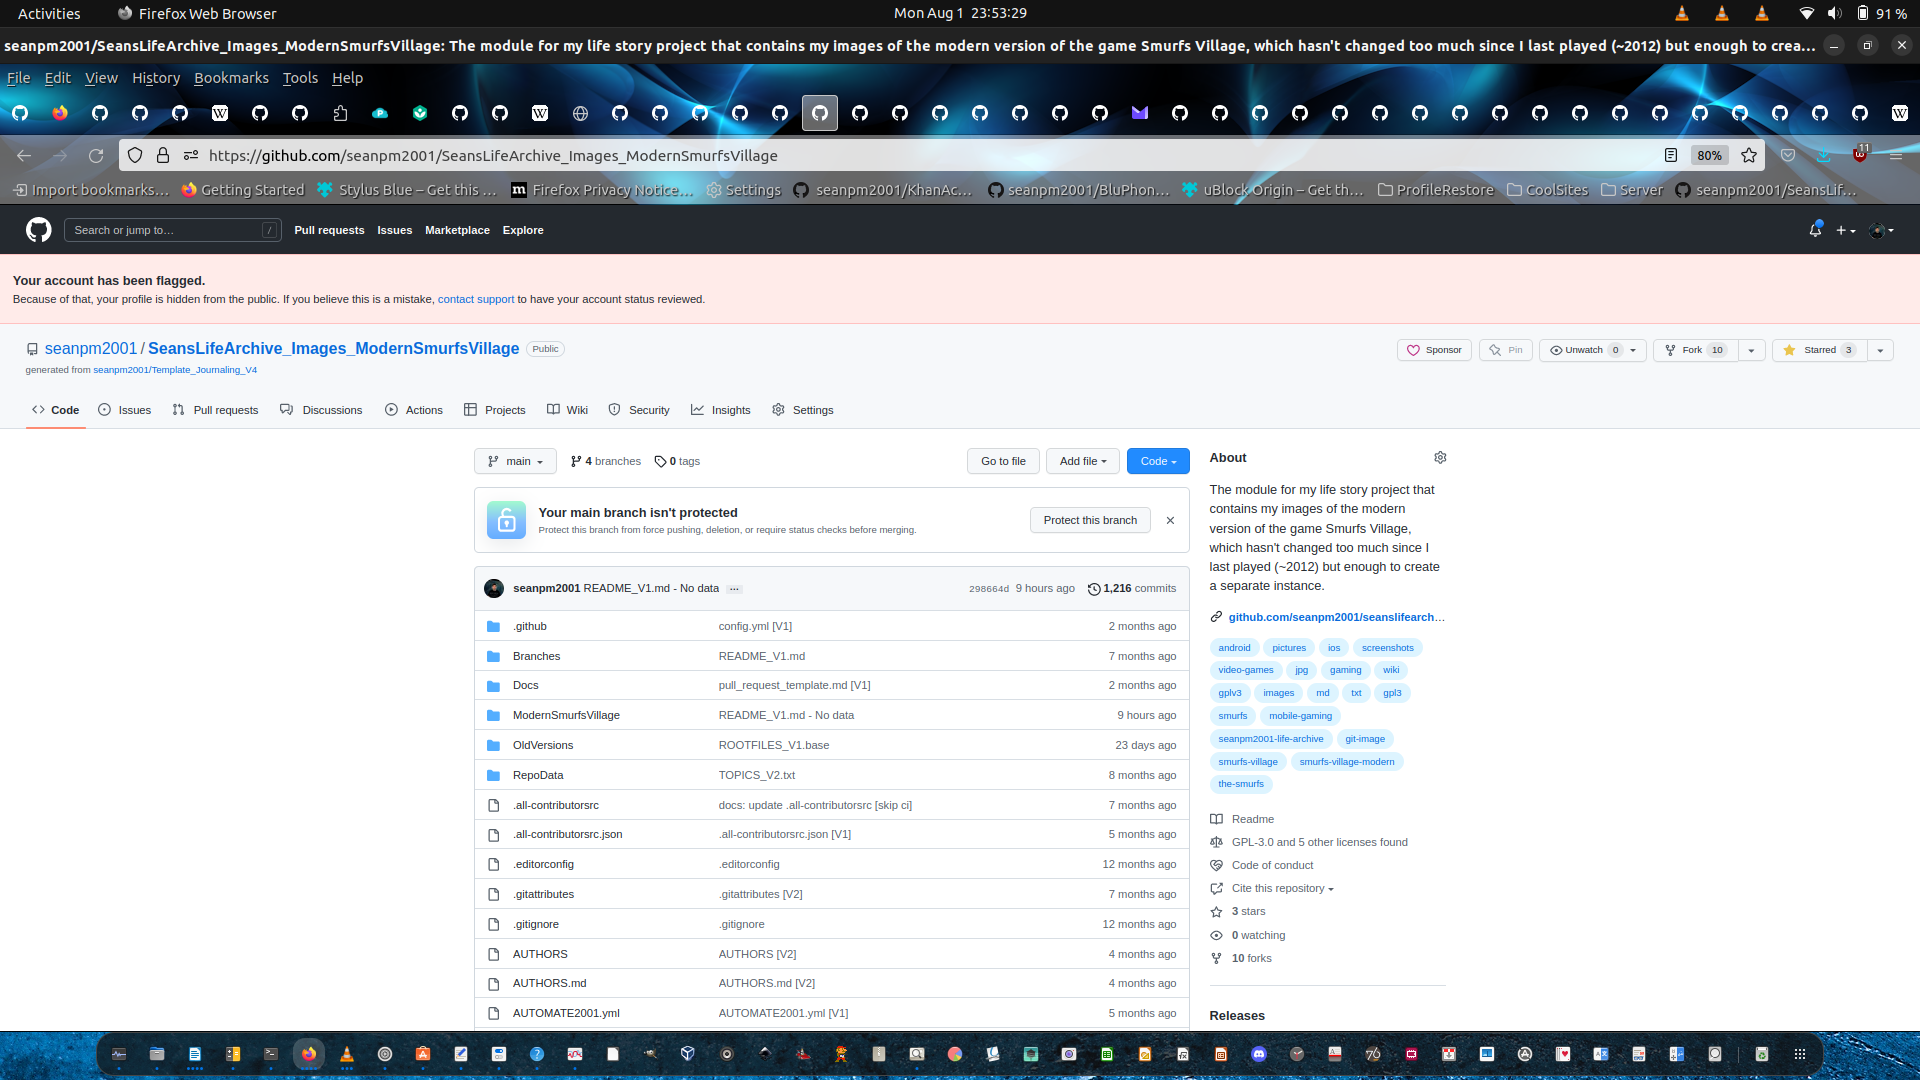 Activities Firefox Web Browser Mon Aug 1 23:53:29 91 %
seanpm2001/SeansLifeArchive_Images_ModernSmurfsVillage: The module for my life story project that contains my images of the modern version of the game Smurfs Village, which hasn't changed too much since I last played (~2012) but enough to crea…
File Edit View History Bookmarks Tools Help
https://github.com/seanpm2001/SeansLifeArchive_Images_ModernSmurfsVillage 80% 11
Import bookmarks… Getting Started Stylus Blue – Get this … Firefox Privacy Notice… Settings seanpm2001/KhanAc… seanpm2001/BluPhon… uBlock Origin – Get th… ProfileRestore CoolSites Server seanpm2001/SeansLif…
Search or jump to… / Pull requests Issues Marketplace Explore
Your account has been flagged.
Because of that, your profile is hidden from the public. If you believe this is a mistake, contact support to have your account status reviewed.
seanpm2001 / SeansLifeArchive_Images_ModernSmurfsVillage Public Sponsor Pin Unwatch 0 Fork 10 Starred 3
generated from seanpm2001/Template_Journaling_V4
Code Issues Pull requests Discussions Actions Projects Wiki Security Insights Settings
main 4 branches 0 tags Go to file Add file Code
Your main branch isn't protected
Protect this branch from force pushing, deletion, or require status checks before merging.
Protect this branch
seanpm2001 README_V1.md - No data … 298664d 9 hours ago 1,216 commits
.github config.yml [V1] 2 months ago
Branches README_V1.md 7 months ago
Docs pull_request_template.md [V1] 2 months ago
ModernSmurfsVillage README_V1.md - No data 9 hours ago
OldVersions ROOTFILES_V1.base 23 days ago
RepoData TOPICS_V2.txt 8 months ago
.all-contributorsrc docs: update .all-contributorsrc [skip ci] 7 months ago
.all-contributorsrc.json .all-contributorsrc.json [V1] 5 months ago
.editorconfig .editorconfig 12 months ago
.gitattributes .gitattributes [V2] 7 months ago
.gitignore .gitignore 12 months ago
AUTHORS AUTHORS [V2] 4 months ago
AUTHORS.md AUTHORS.md [V2] 4 months ago
AUTOMATE2001.yml AUTOMATE2001.yml [V1] 5 months ago
About
The module for my life story project that
contains my images of the modern
version of the game Smurfs Village,
which hasn't changed too much since I
last played (~2012) but enough to create
a separate instance.
github.com/seanpm2001/seanslifearch…
android pictures ios screenshots
video-games jpg gaming wiki
gplv3 images md txt gpl3
smurfs mobile-gaming
seanpm2001-life-archive git-image
smurfs-village smurfs-village-modern
the-smurfs
Readme
GPL-3.0 and 5 other licenses found
Code of conduct
Cite this repository
3 stars
0 watching
10 forks
Releases